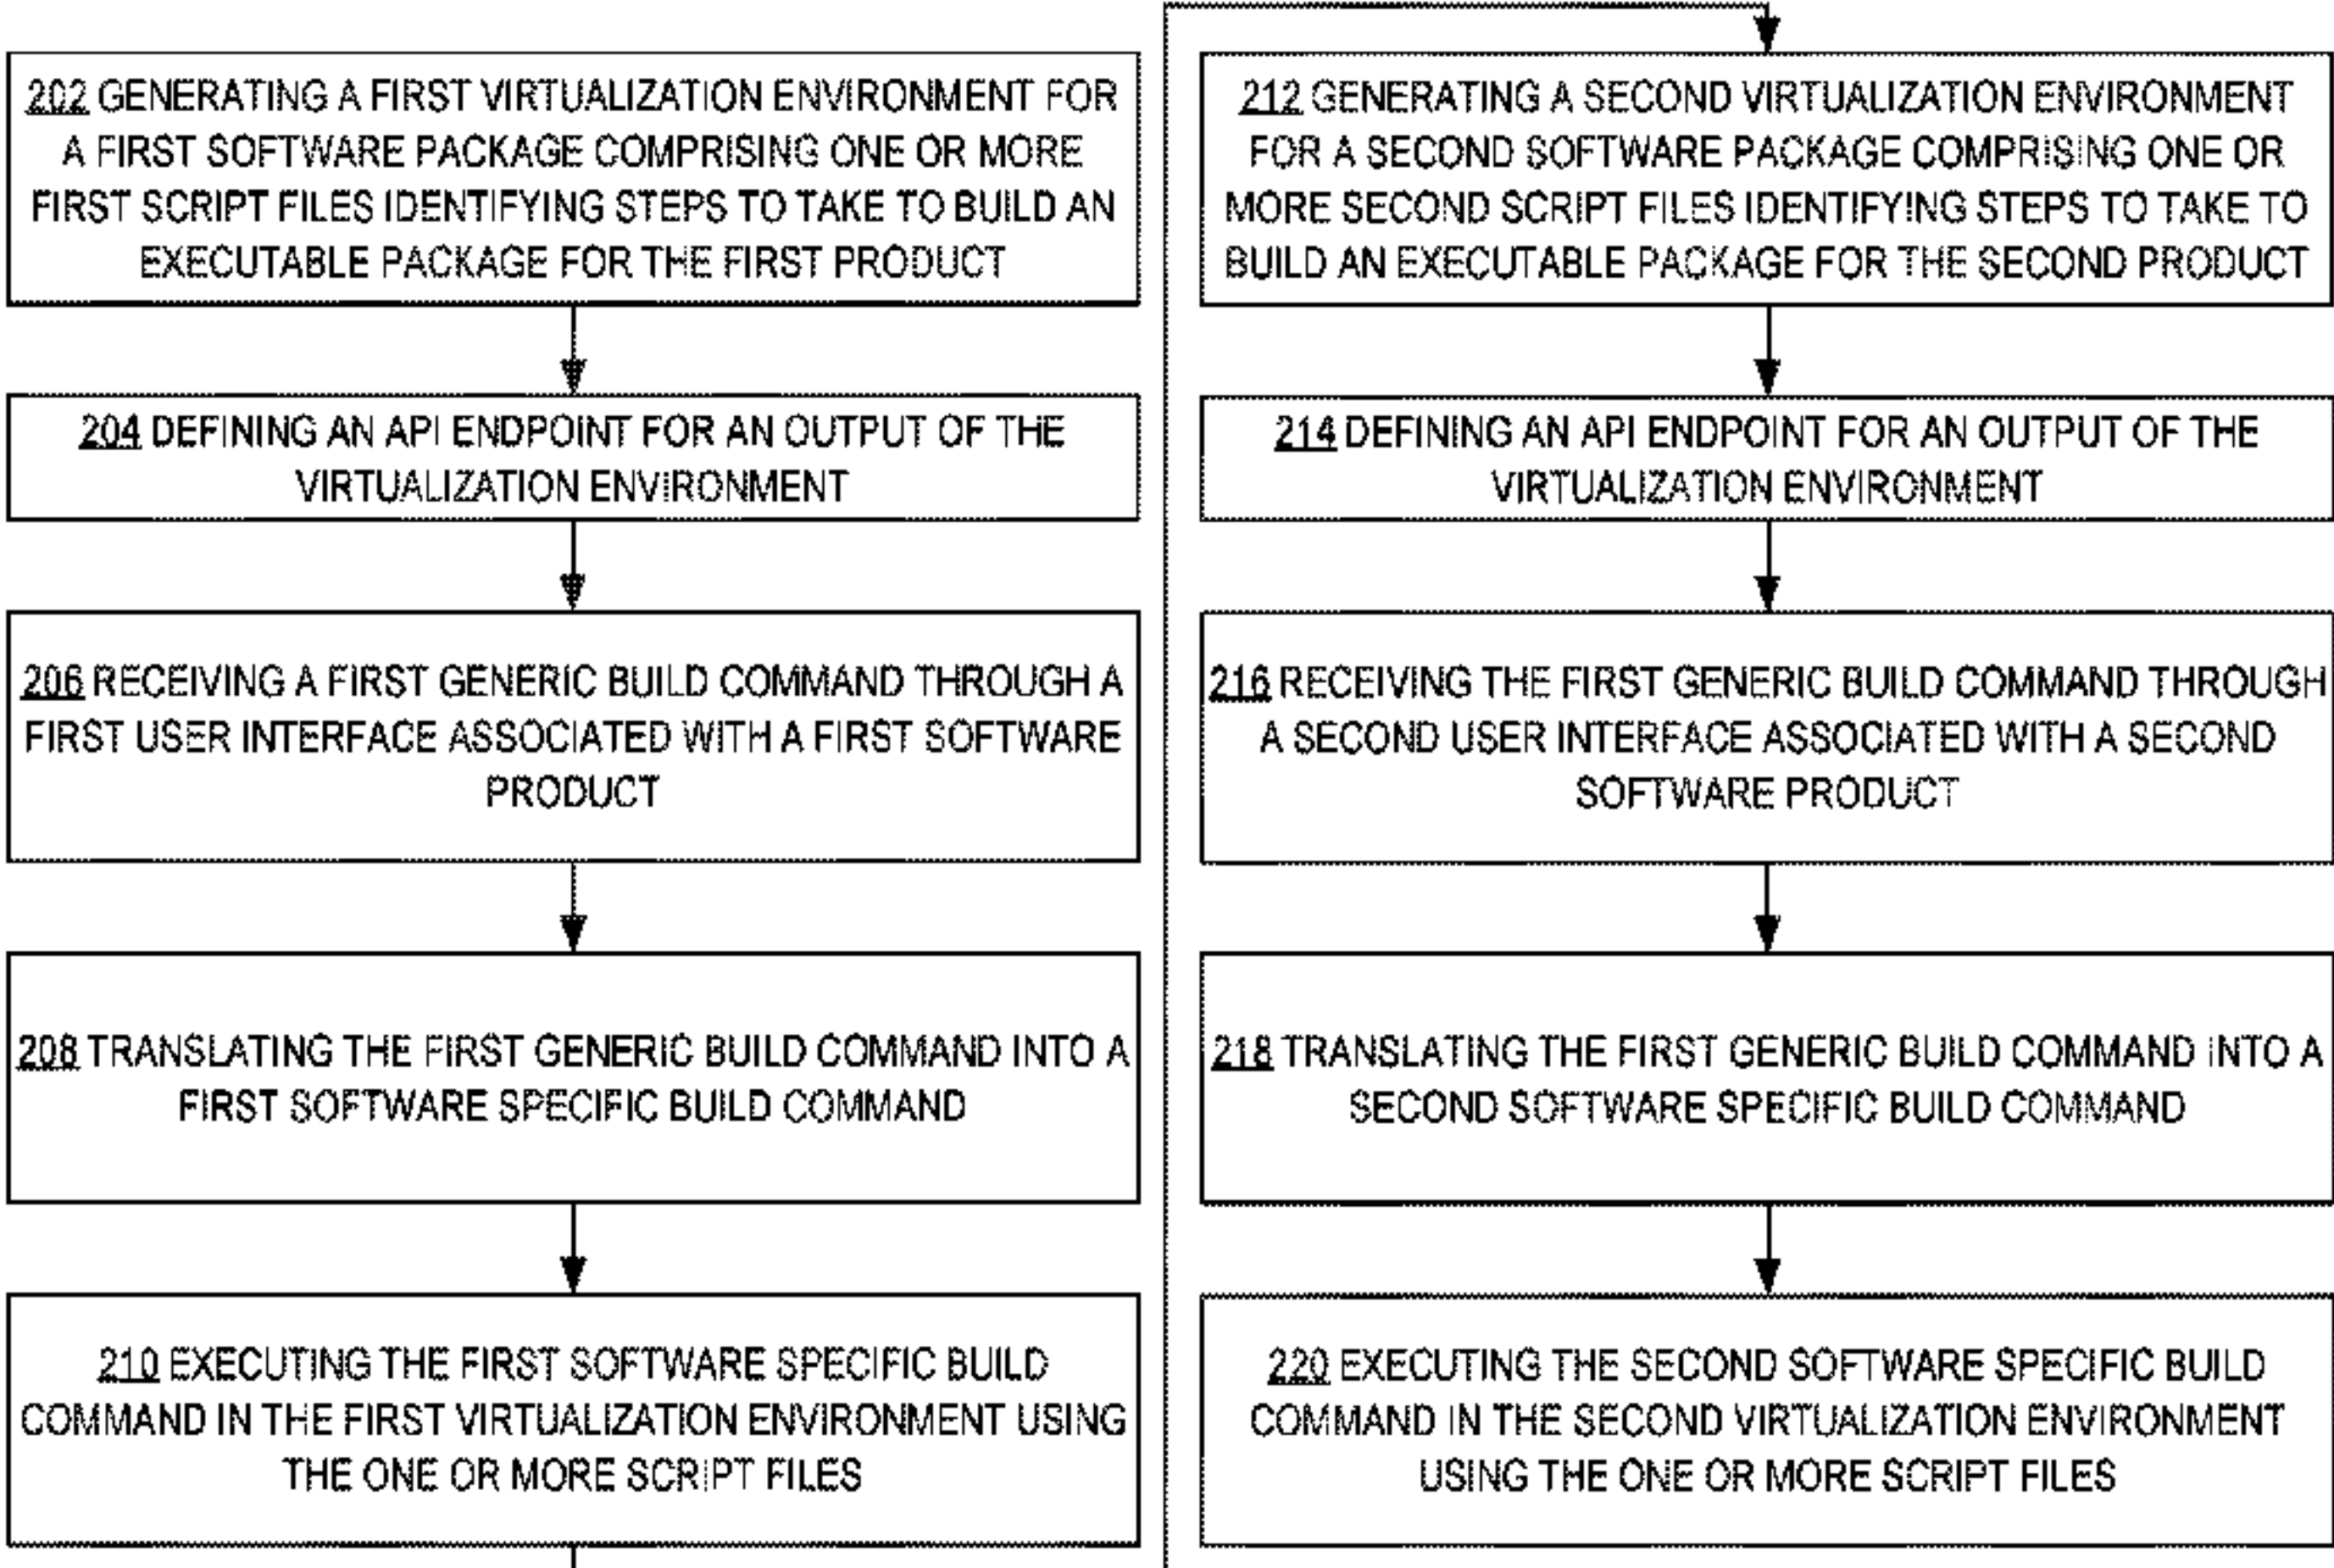 202 GENERATING A FIRST VIRTUALIZATION ENVIRONMENT FOR
A FIRST SOFTWARE PACKAGE COMPRISING ONE OR MORE
FIRST SCRIPT FILES IDENTIFYING STEPS TO TAKE TO BUILD AN
EXECUTABLE PACKAGE FOR THE FIRST PRODUCT
204 DEFINING AN API ENDPOINT FOR AN OUTPUT OF THE
VIRTUALIZATION ENVIRONMENT
206 RECEIVING A FIRST GENERIC BUILD COMMAND THROUGH A
FIRST USER INTERFACE ASSOCIATED WITH A FIRST SOFTWARE
PRODUCT
208 TRANSLATING THE FIRST GENERIC BUILD COMMAND INTO A
FIRST SOFTWARE SPECIFIC BUILD COMMAND
210 EXECUTING THE FIRST SOFTWARE SPECIFIC BUILD
COMMAND IN THE FIRST VIRTUALIZATION ENVIRONMENT USING
THE ONE OR MORE SCRIPT FILES
212 GENERATING A SECOND VIRTUALIZATION ENVIRONMENT
FOR A SECOND SOFTWARE PACKAGE COMPRISING ONE OR
MORE SECOND SCRIPT FILES IDENTIFYING STEPS TO TAKE TO
BUILD AN EXECUTABLE PACKAGE FOR THE SECOND PRODUCT
214 DEFINING AN API ENDPOINT FOR AN OUTPUT OF THE
VIRTUALIZATION ENVIRONMENT
216 RECEIVING THE FIRST GENERIC BUILD COMMAND THROUGH
A SECOND USER INTERFACE ASSOCIATED WITH A SECOND
SOFTWARE PRODUCT
218 TRANSLATING THE FIRST GENERIC BUILD COMMAND INTO A
SECOND SOFTWARE SPECIFIC BUILD COMMAND
220 EXECUTING THE SECOND SOFTWARE SPECIFIC BUILD
COMMAND IN THE SECOND VIRTUALIZATION ENVIRONMENT
USING THE ONE OR MORE SCRIPT FILES